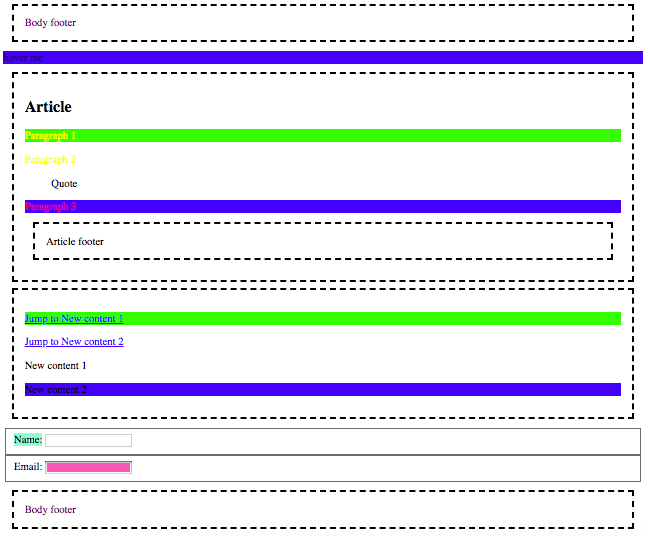 Body footer
hover me
Article
Paragraph 1
Paragraph 2
Quote
Paragraph 3
Article footer
Jump to New content 1
Jump to New content 2
New content 1
New content 2
Name:
Email:
Body footer